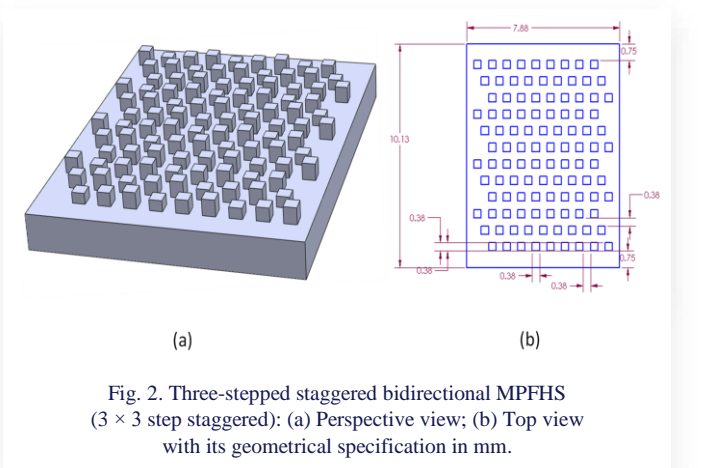 7.88
0.75
10.13
0.38
0.38
0.38
0.75
0.38
0.38
(a)
(b)
Fig. 2. Three-stepped staggered bidirectional MPFHS
(3 × 3 step staggered): (a) Perspective view; (b) Top view
with its geometrical specification in mm.